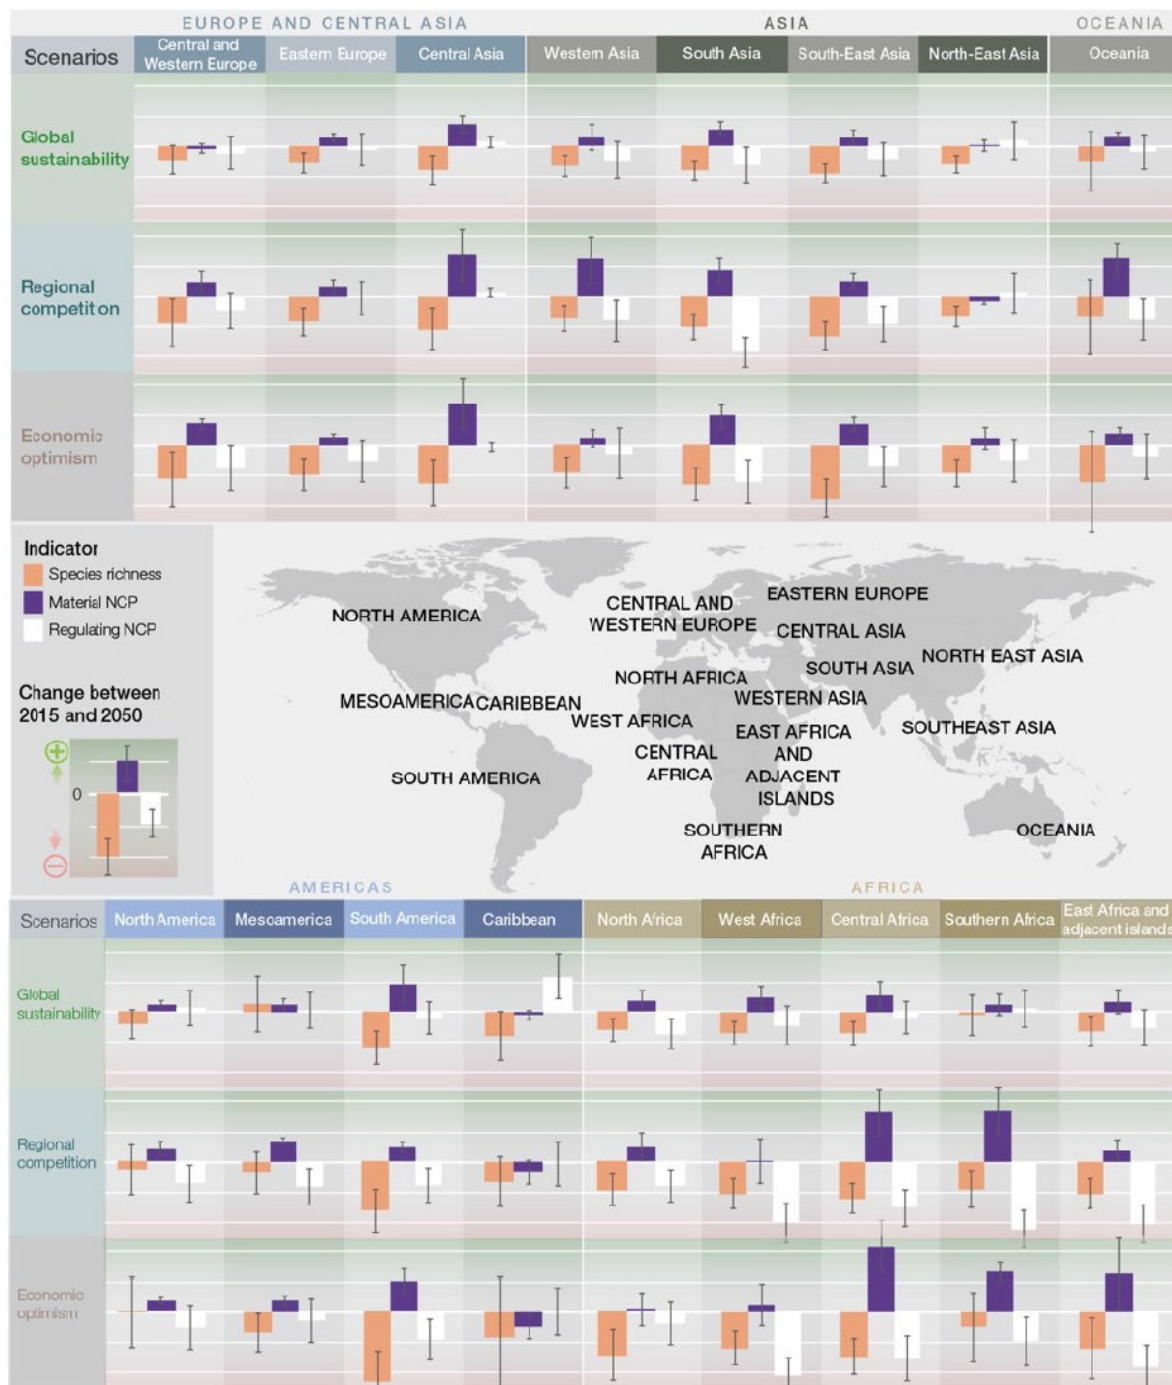 EUROPE AND CENTRAL ASIA
ASIA
OCEANIA
Scenarios
Central and
Western Europe
Eastern Europe
Central Asia
Western Asia
South Asia
South-East Asia
North-East Asia
Oceania
Global
sustainability
Regional
competition
Economic
optimism
Indicator
Species richness
Material NCP
Regulating NCP
Change between
2015 and 2050
+
0
−
NORTH AMERICA
CENTRAL AND
WESTERN EUROPE
EASTERN EUROPE
CENTRAL ASIA
NORTH EAST ASIA
SOUTH ASIA
NORTH AFRICA
WESTERN ASIA
MESOAMERICA
CARIBBEAN
WEST AFRICA
SOUTHEAST ASIA
EAST AFRICA
AND
ADJACENT
ISLANDS
CENTRAL
AFRICA
SOUTH AMERICA
SOUTHERN
AFRICA
OCEANIA
AMERICAS
AFRICA
Scenarios
North America
Mesoamerica
South America
Caribbean
North Africa
West Africa
Central Africa
Southern Africa
East Africa and
adjacent islands
Global
sustainability
Regional
competition
Economic
optimism